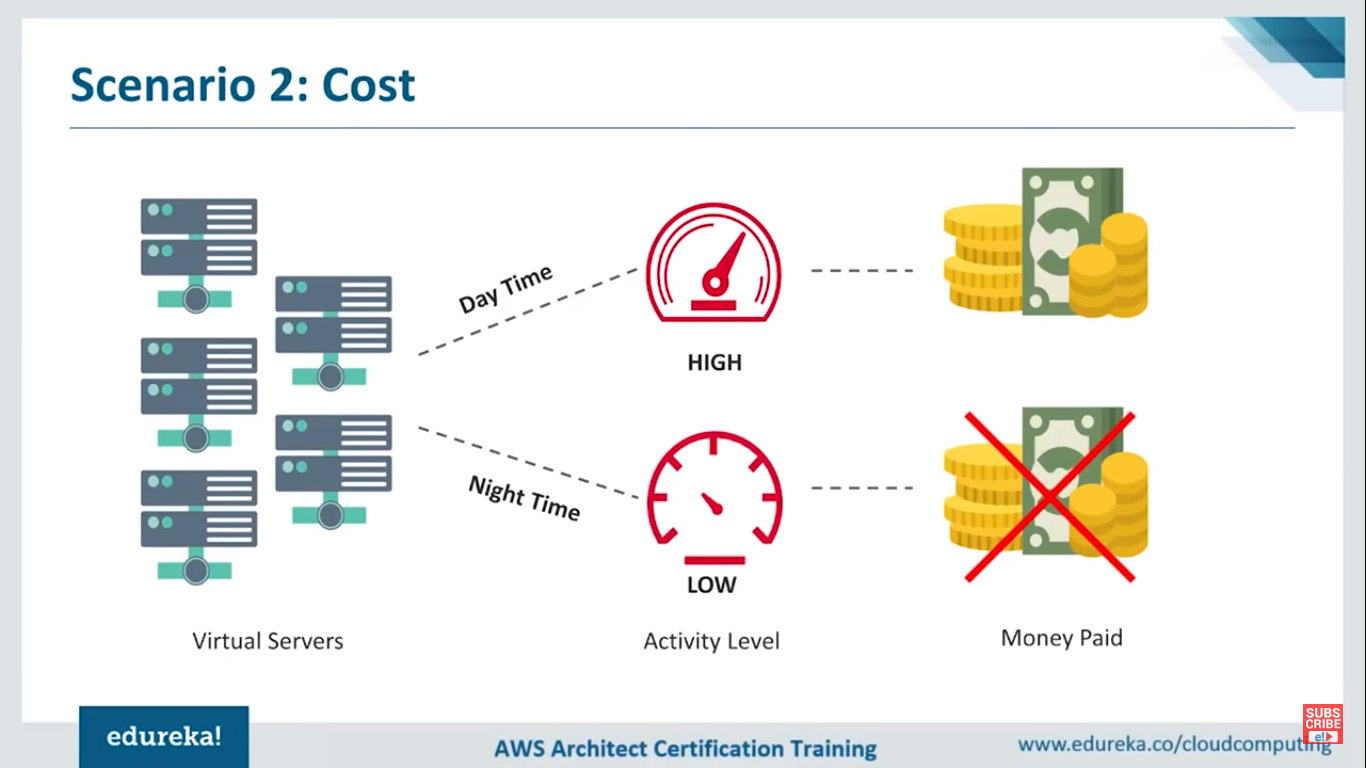 Scenario 2: Cost
Day Time
HIGH
Night Time
LOW
Virtual Servers
Activity Level
Money Paid
edureka!
AWS Architect Certification Training
www.edureka.co/cloudcomputing
SUBS
CRIBE
e!